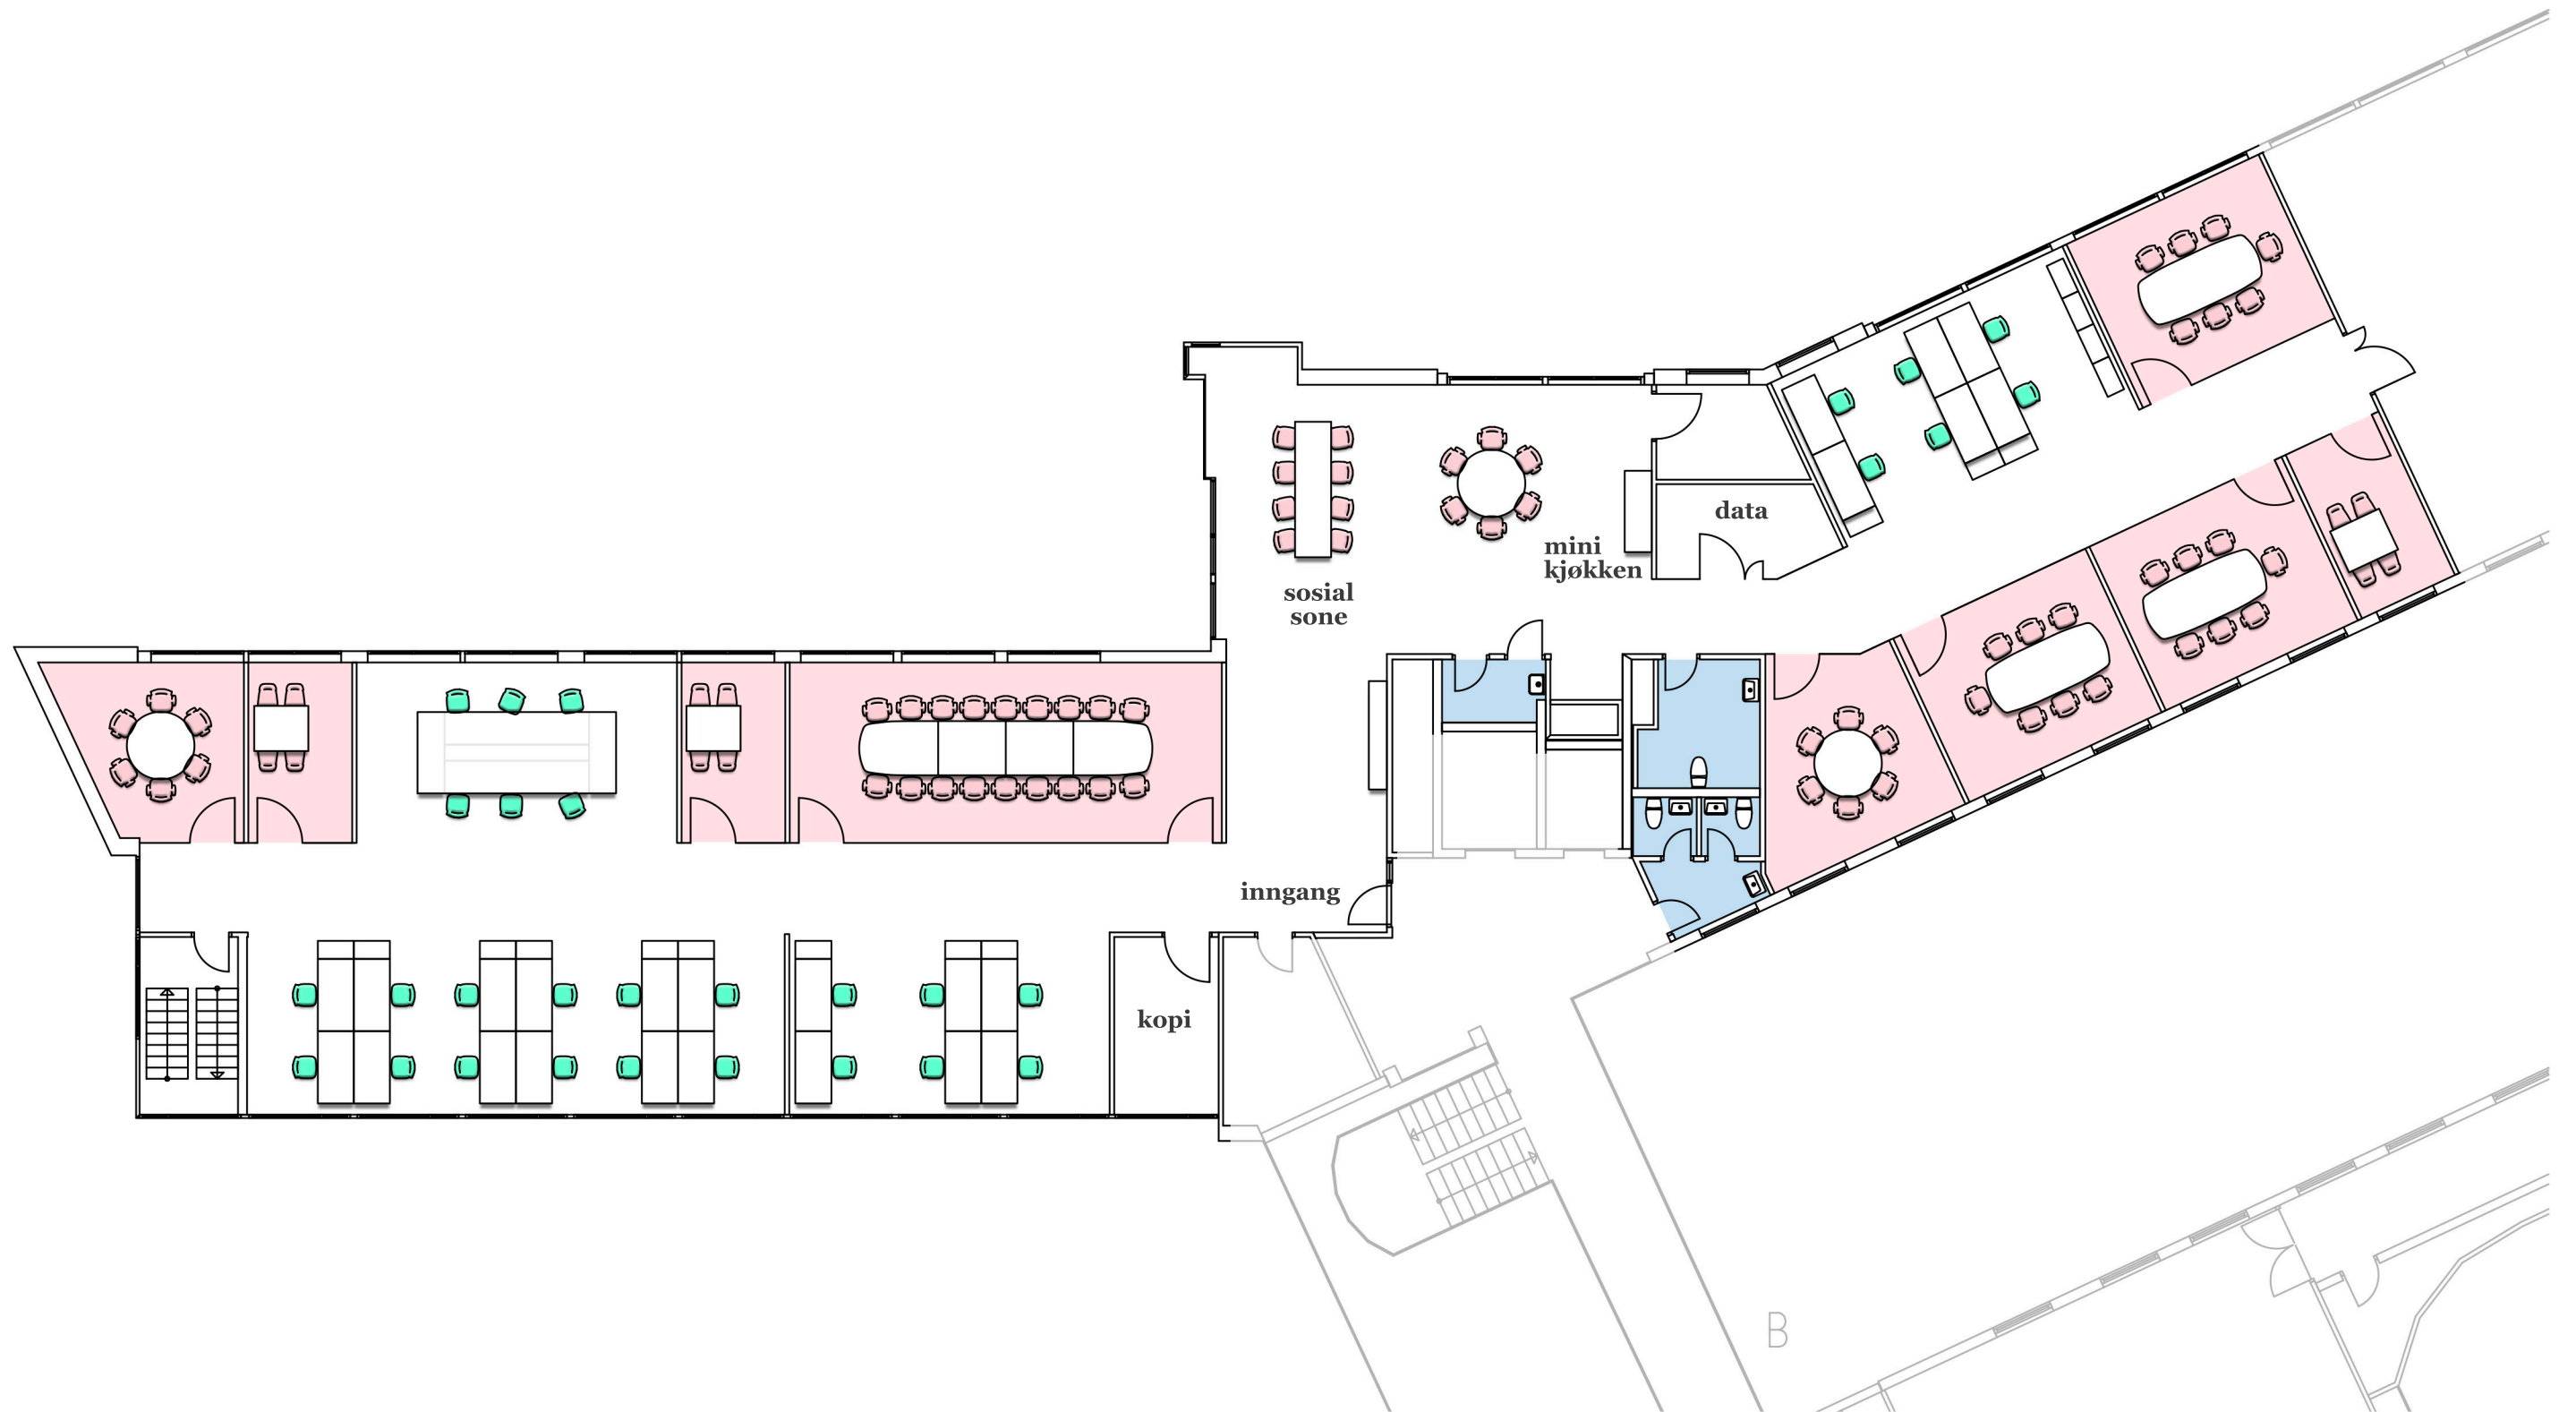 data
mini
kjøkken
sosial
sone
inngang
kopi
B